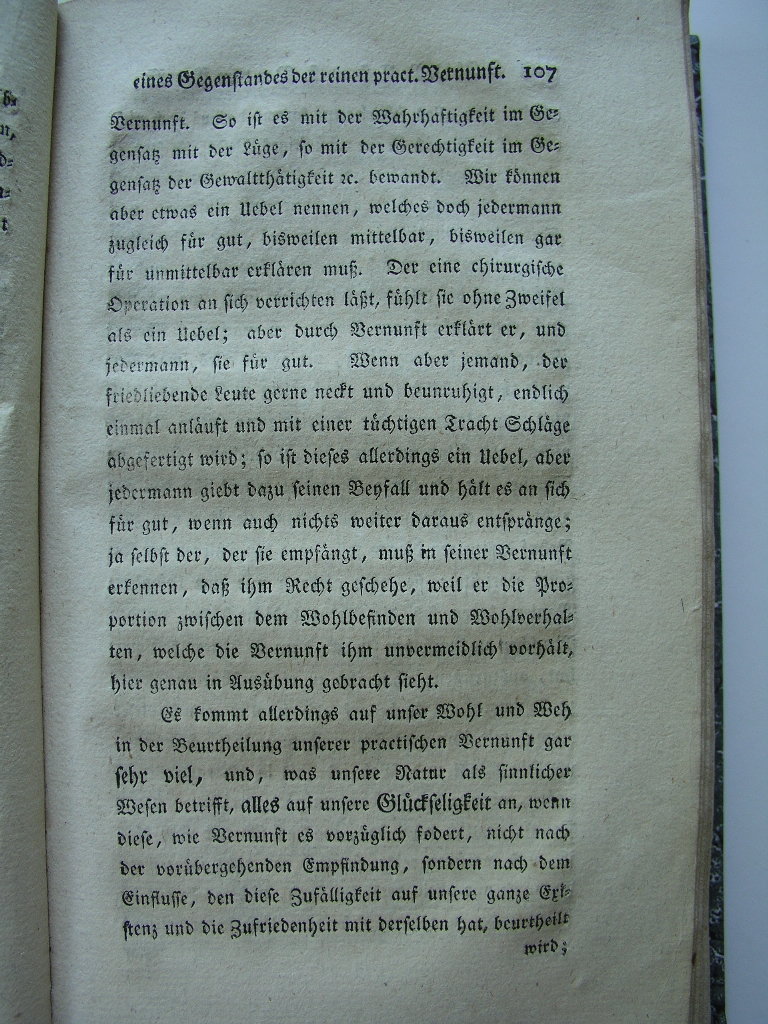 eines Gegenstandes der reinen pract. Vernunft. 107
Vernunft. So ist es mit der Wahrhaftigkeit im Ge-
gensatz mit der Lüge, so mit der Gerechtigkeit im Ge-
gensatz der Gewaltthätigkeit ꝛc. bewandt. Wir können
aber etwas ein Uebel nennen, welches doch jedermann
zugleich für gut, bisweilen mittelbar, bisweilen gar
für unmittelbar erklären muß. Der eine chirurgische
Operation an sich verrichten läßt, fühlt sie ohne Zweifel
als ein Uebel; aber durch Vernunft erklärt er, und
jedermann, sie für gut. Wenn aber jemand, der
friedliebende Leute gerne neckt und beunruhigt, endlich
einmal anläuft und mit einer tüchtigen Tracht Schläge
abgefertigt wird; so ist dieses allerdings ein Uebel, aber
jedermann giebt dazu seinen Beyfall und hält es an sich
für gut, wenn auch nichts weiter daraus entspränge;
ja selbst der, der sie empfängt, muß in seiner Vernunft
erkennen, daß ihm Recht geschehe, weil er die Pro-
portion zwischen dem Wohlbefinden und Wohlverhal-
ten, welche die Vernunft ihm unvermeidlich vorhält,
hier genau in Ausübung gebracht sieht.
Es kommt allerdings auf unser Wohl und Weh
in der Beurtheilung unserer practischen Vernunft gar
sehr viel, und, was unsere Natur als sinnlicher
Wesen betrifft, alles auf unsere Glückseligkeit an, wenn
diese, wie Vernunft es vorzüglich fodert, nicht nach
der vorübergehenden Empfindung, sondern nach dem
Einflusse, den diese Zufälligkeit auf unsere ganze Exi-
stenz und die Zufriedenheit mit derselben hat, beurtheilt
wird;